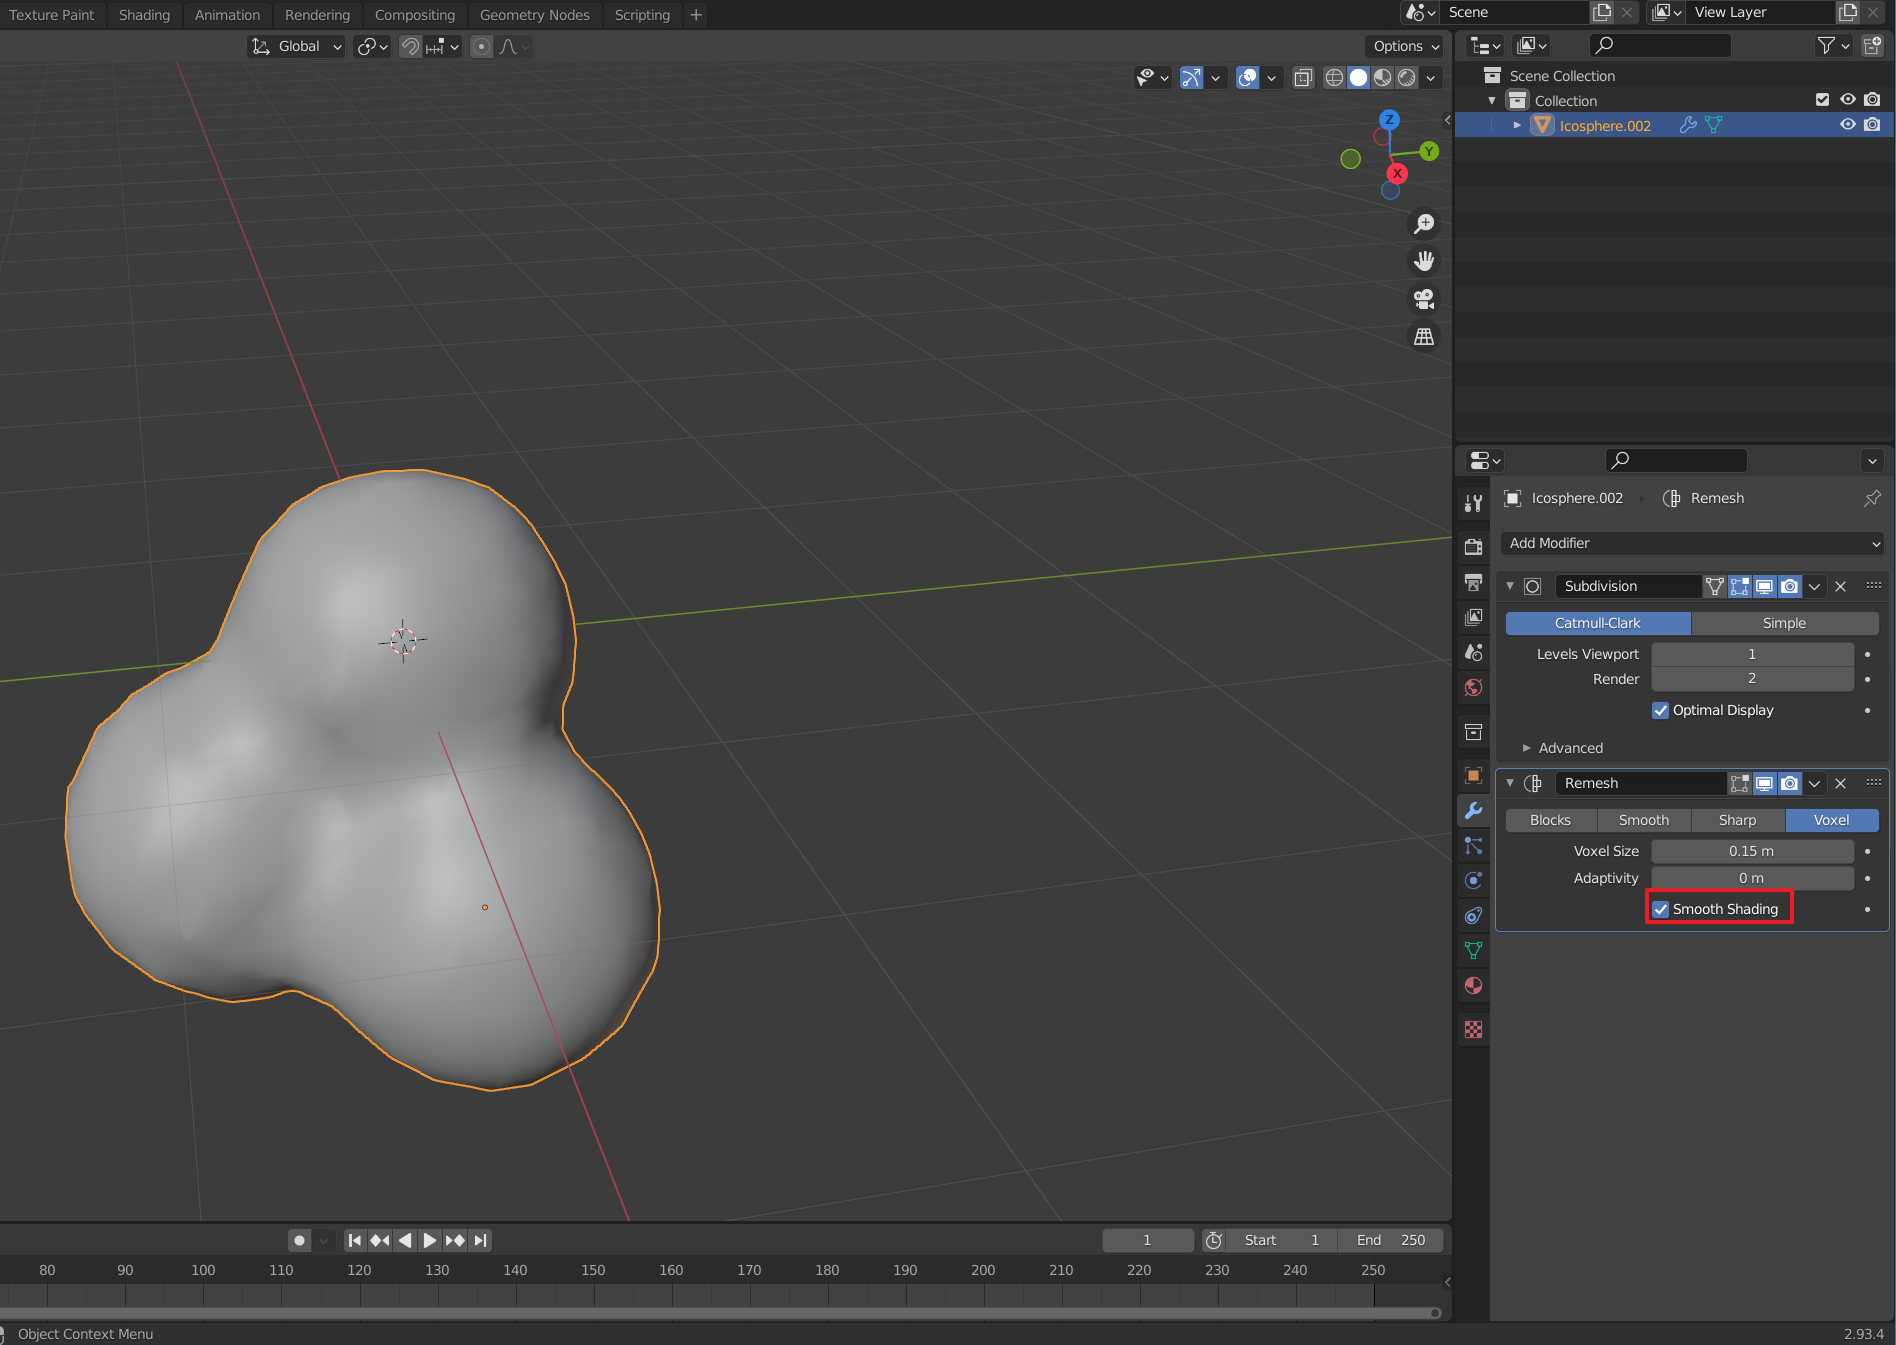 Texture Paint Shading Animation Rendering Compositing Geometry Nodes Scripting + Scene View Layer
Global Options
Z
Y
X
Scene Collection
Collection
Icosphere.002
Icosphere.002 Remesh
Add Modifier
Subdivision
Catmull-Clark Simple
Levels Viewport 1
Render 2
Optimal Display
Advanced
Remesh
Blocks Smooth Sharp Voxel
Voxel Size 0.15 m
Adaptivity 0 m
Smooth Shading
1 Start 1 End 250
80 90 100 110 120 130 140 150 160 170 180 190 200 210 220 230 240 250
Object Context Menu 2.93.4